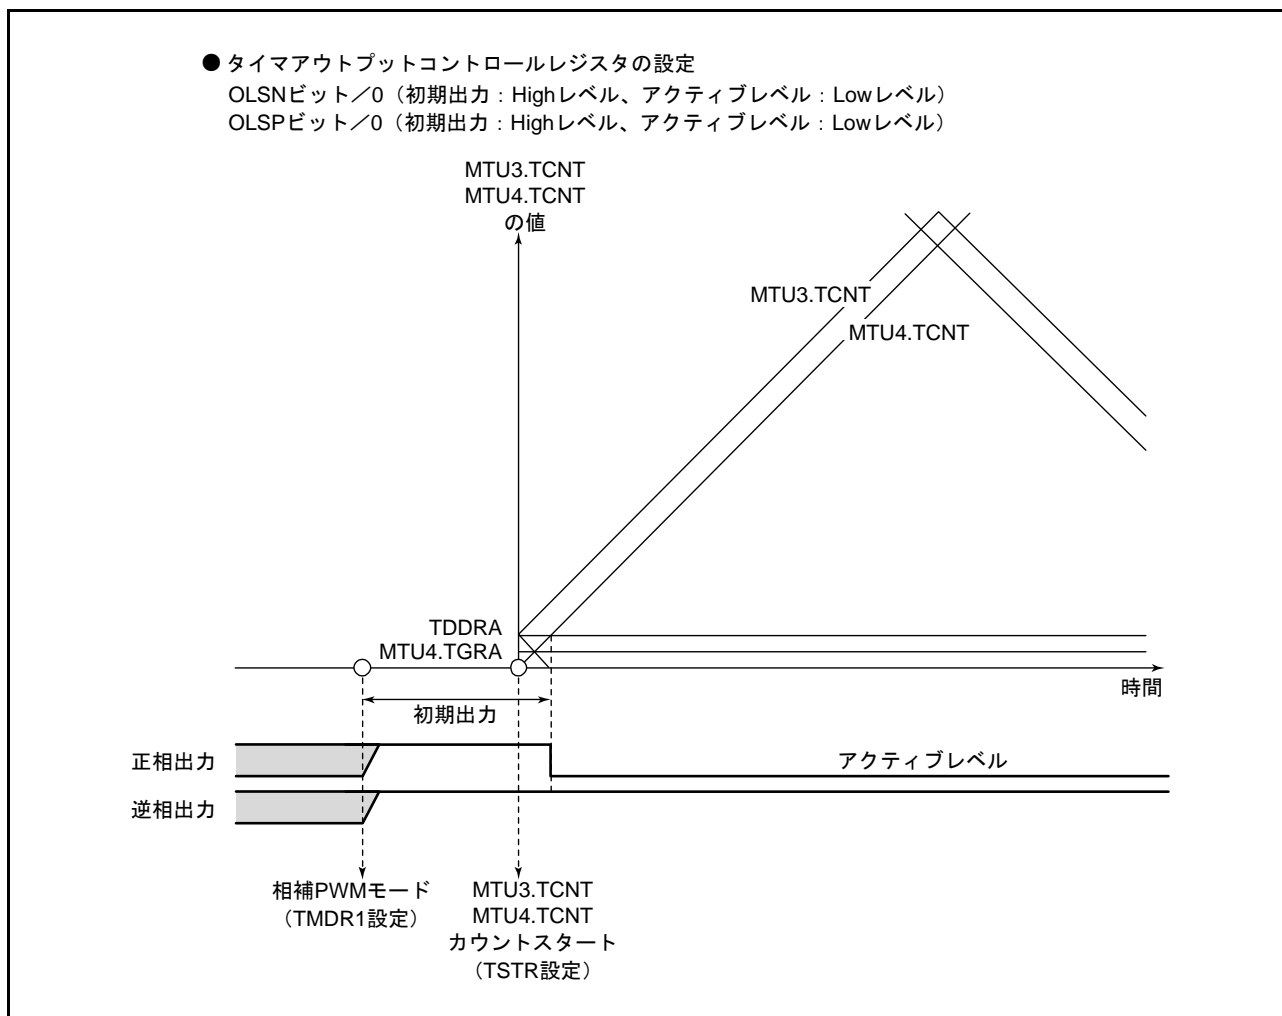 ● タイマアウトプットコントロールレジスタの設定
OLSNビット／0（初期出力：Highレベル、アクティブレベル：Lowレベル）
OLSPビット／0（初期出力：Highレベル、アクティブレベル：Lowレベル）
MTU3.TCNT
MTU4.TCNT
の値
MTU3.TCNT
MTU4.TCNT
TDDRA
MTU4.TGRA
時間
初期出力
正相出力
アクティブレベル
逆相出力
相補PWMモード
（TMDR1設定）
MTU3.TCNT
MTU4.TCNT
カウントスタート
（TSTR設定）